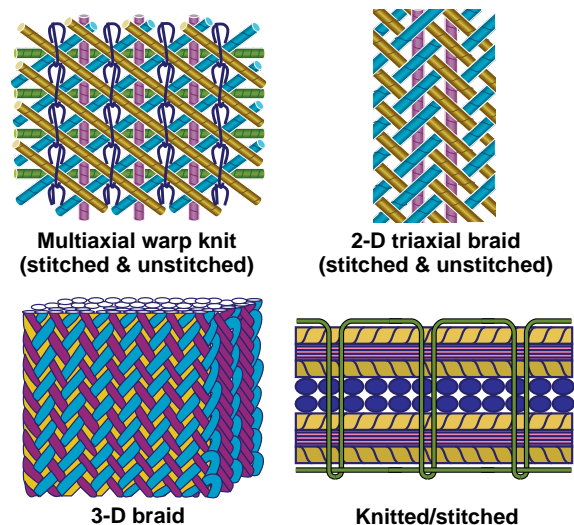 Multiaxial warp knit
(stitched & unstitched)
2-D triaxial braid
(stitched & unstitched)
3-D braid
Knitted/stitched